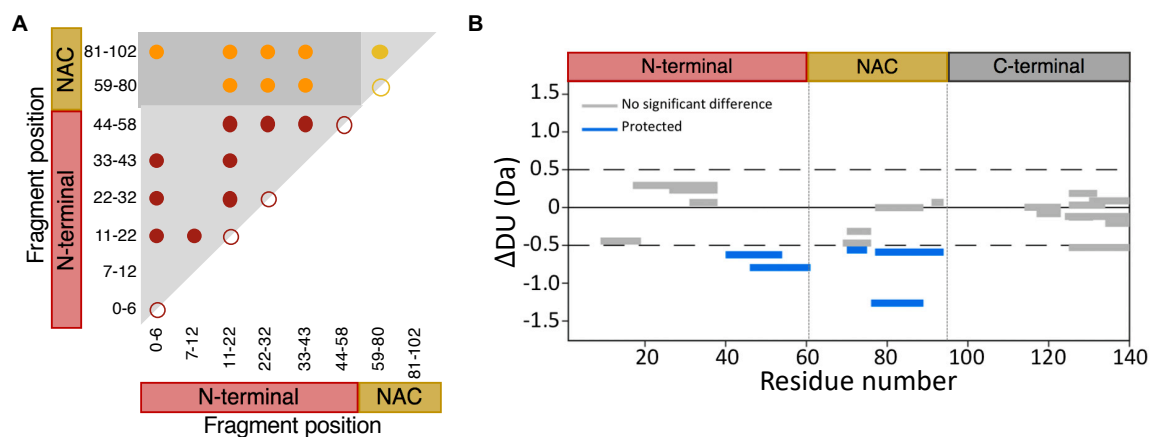 A
NAC
N-terminal
Fragment position
81-102
59-80
44-58
33-43
22-32
11-22
7-12
0-6
0-6
7-12
11-22
22-32
33-43
44-58
59-80
81-102
N-terminal
NAC
Fragment position
B
N-terminal
NAC
C-terminal
No significant difference
Protected
ΔDU (Da)
1.5
1.0
0.5
0
-0.5
-1.0
-1.5
20
40
60
80
100
120
140
Residue number